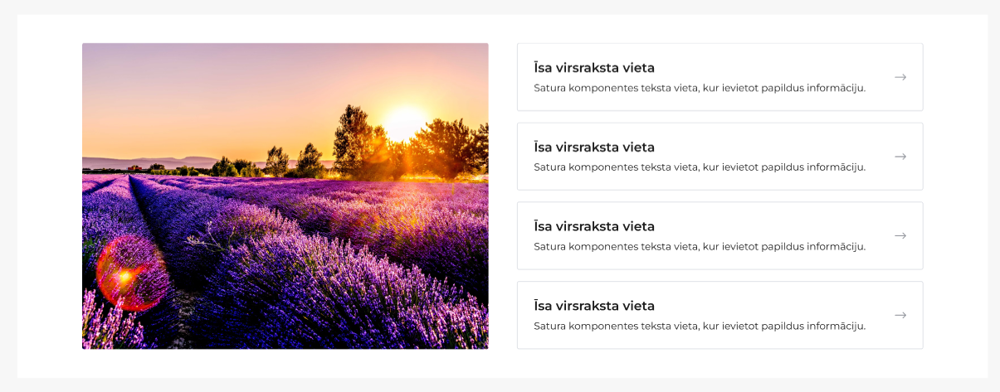 Īsa virsraksta vieta
Satura komponentes teksta vieta, kur ievietot papildus informāciju.
Īsa virsraksta vieta
Satura komponentes teksta vieta, kur ievietot papildus informāciju.
Īsa virsraksta vieta
Satura komponentes teksta vieta, kur ievietot papildus informāciju.
Īsa virsraksta vieta
Satura komponentes teksta vieta, kur ievietot papildus informāciju.